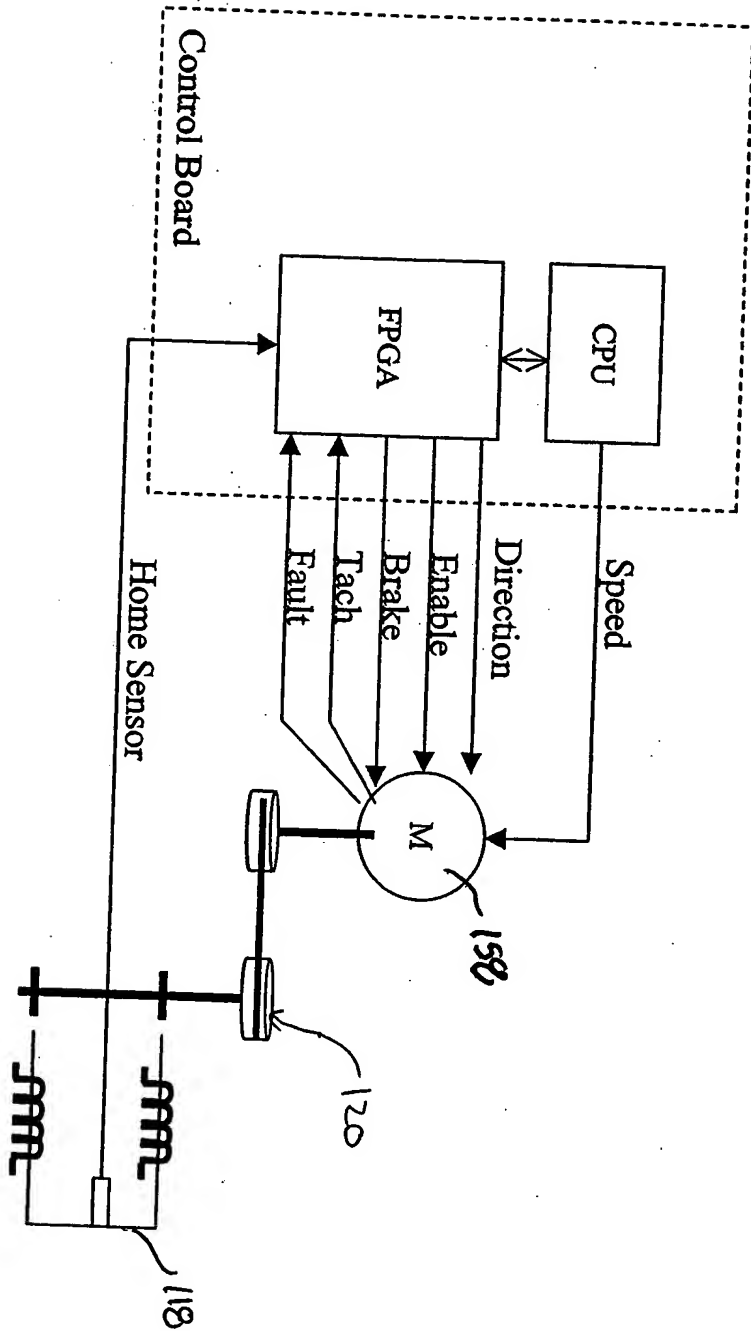 Control Board
CPU
FPGA
Speed
Direction
Enable
Brake
Tach
Fault
Home Sensor
M
158
120
118